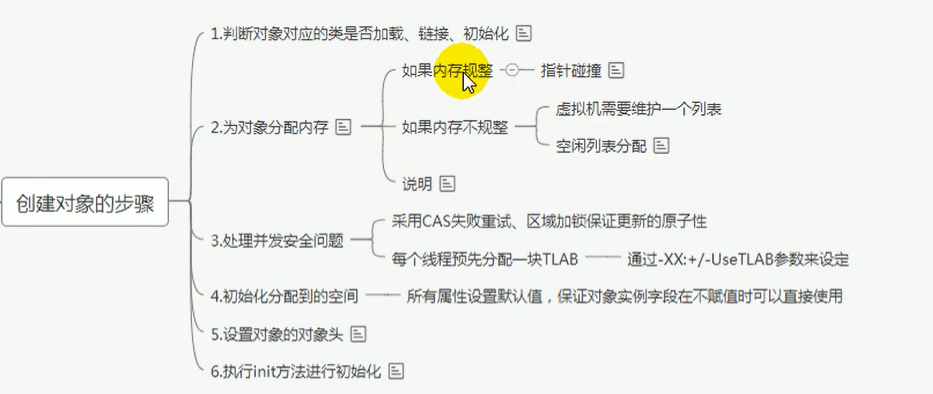 创建对象的步骤
1.判断对象对应的类是否加载、链接、初始化
2.为对象分配内存
如果内存规整
指针碰撞
如果内存不规整
虚拟机需要维护一个列表
空闲列表分配
说明
3.处理并发安全问题
采用CAS失败重试、区域加锁保证更新的原子性
每个线程预先分配一块TLAB
通过-XX:+/-UseTLAB参数来设定
4.初始化分配到的空间
所有属性设置默认值，保证对象实例字段在不赋值时可以直接使用
5.设置对象的对象头
6.执行init方法进行初始化